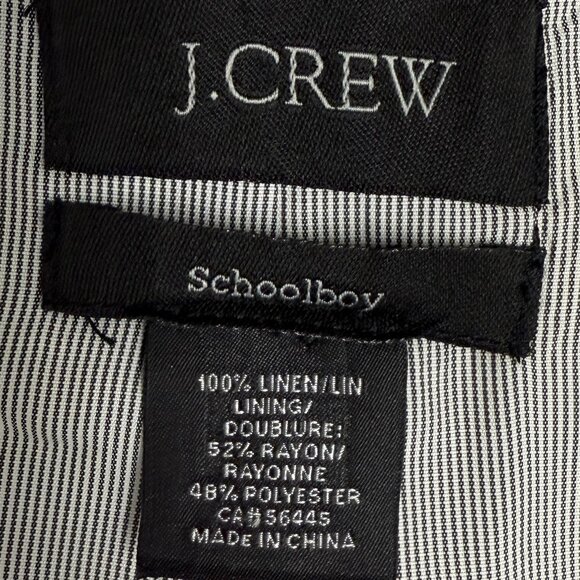 J.CREW
Schoolboy
100% LINEN/LIN
LINING/
DOUBLURE:
52% RAYON/
RAYONNE
48% POLYESTER
CA#56445
MADE IN CHINA